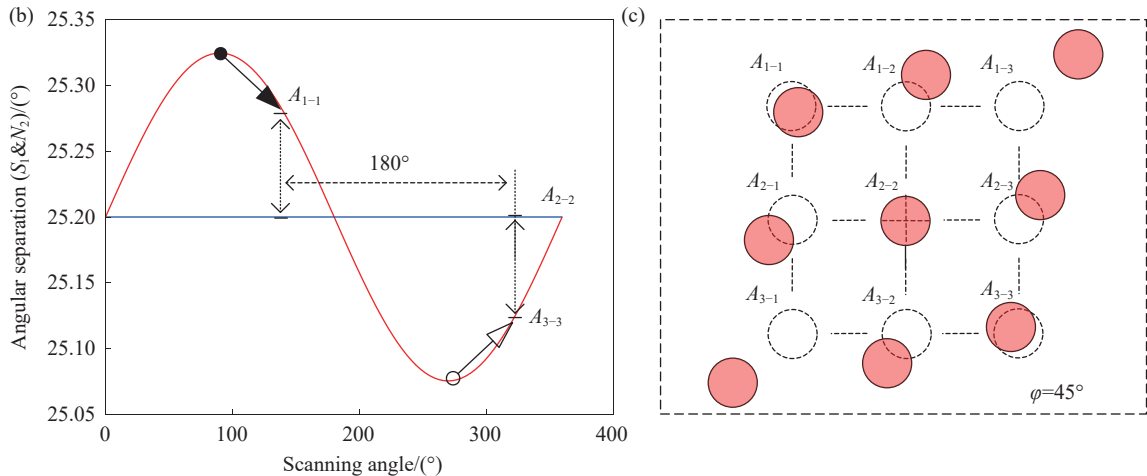 (b)
25.35
25.30
25.25
25.20
25.15
25.10
25.05
Angular separation (S₁&N₂)/(°)
0
100
200
300
400
Scanning angle/(°)
A₁₋₁
180°
A₂₋₂
A₃₋₃
(c)
A₁₋₁
A₁₋₂
A₁₋₃
A₂₋₁
A₂₋₂
A₂₋₃
A₃₋₁
A₃₋₂
A₃₋₃
φ=45°